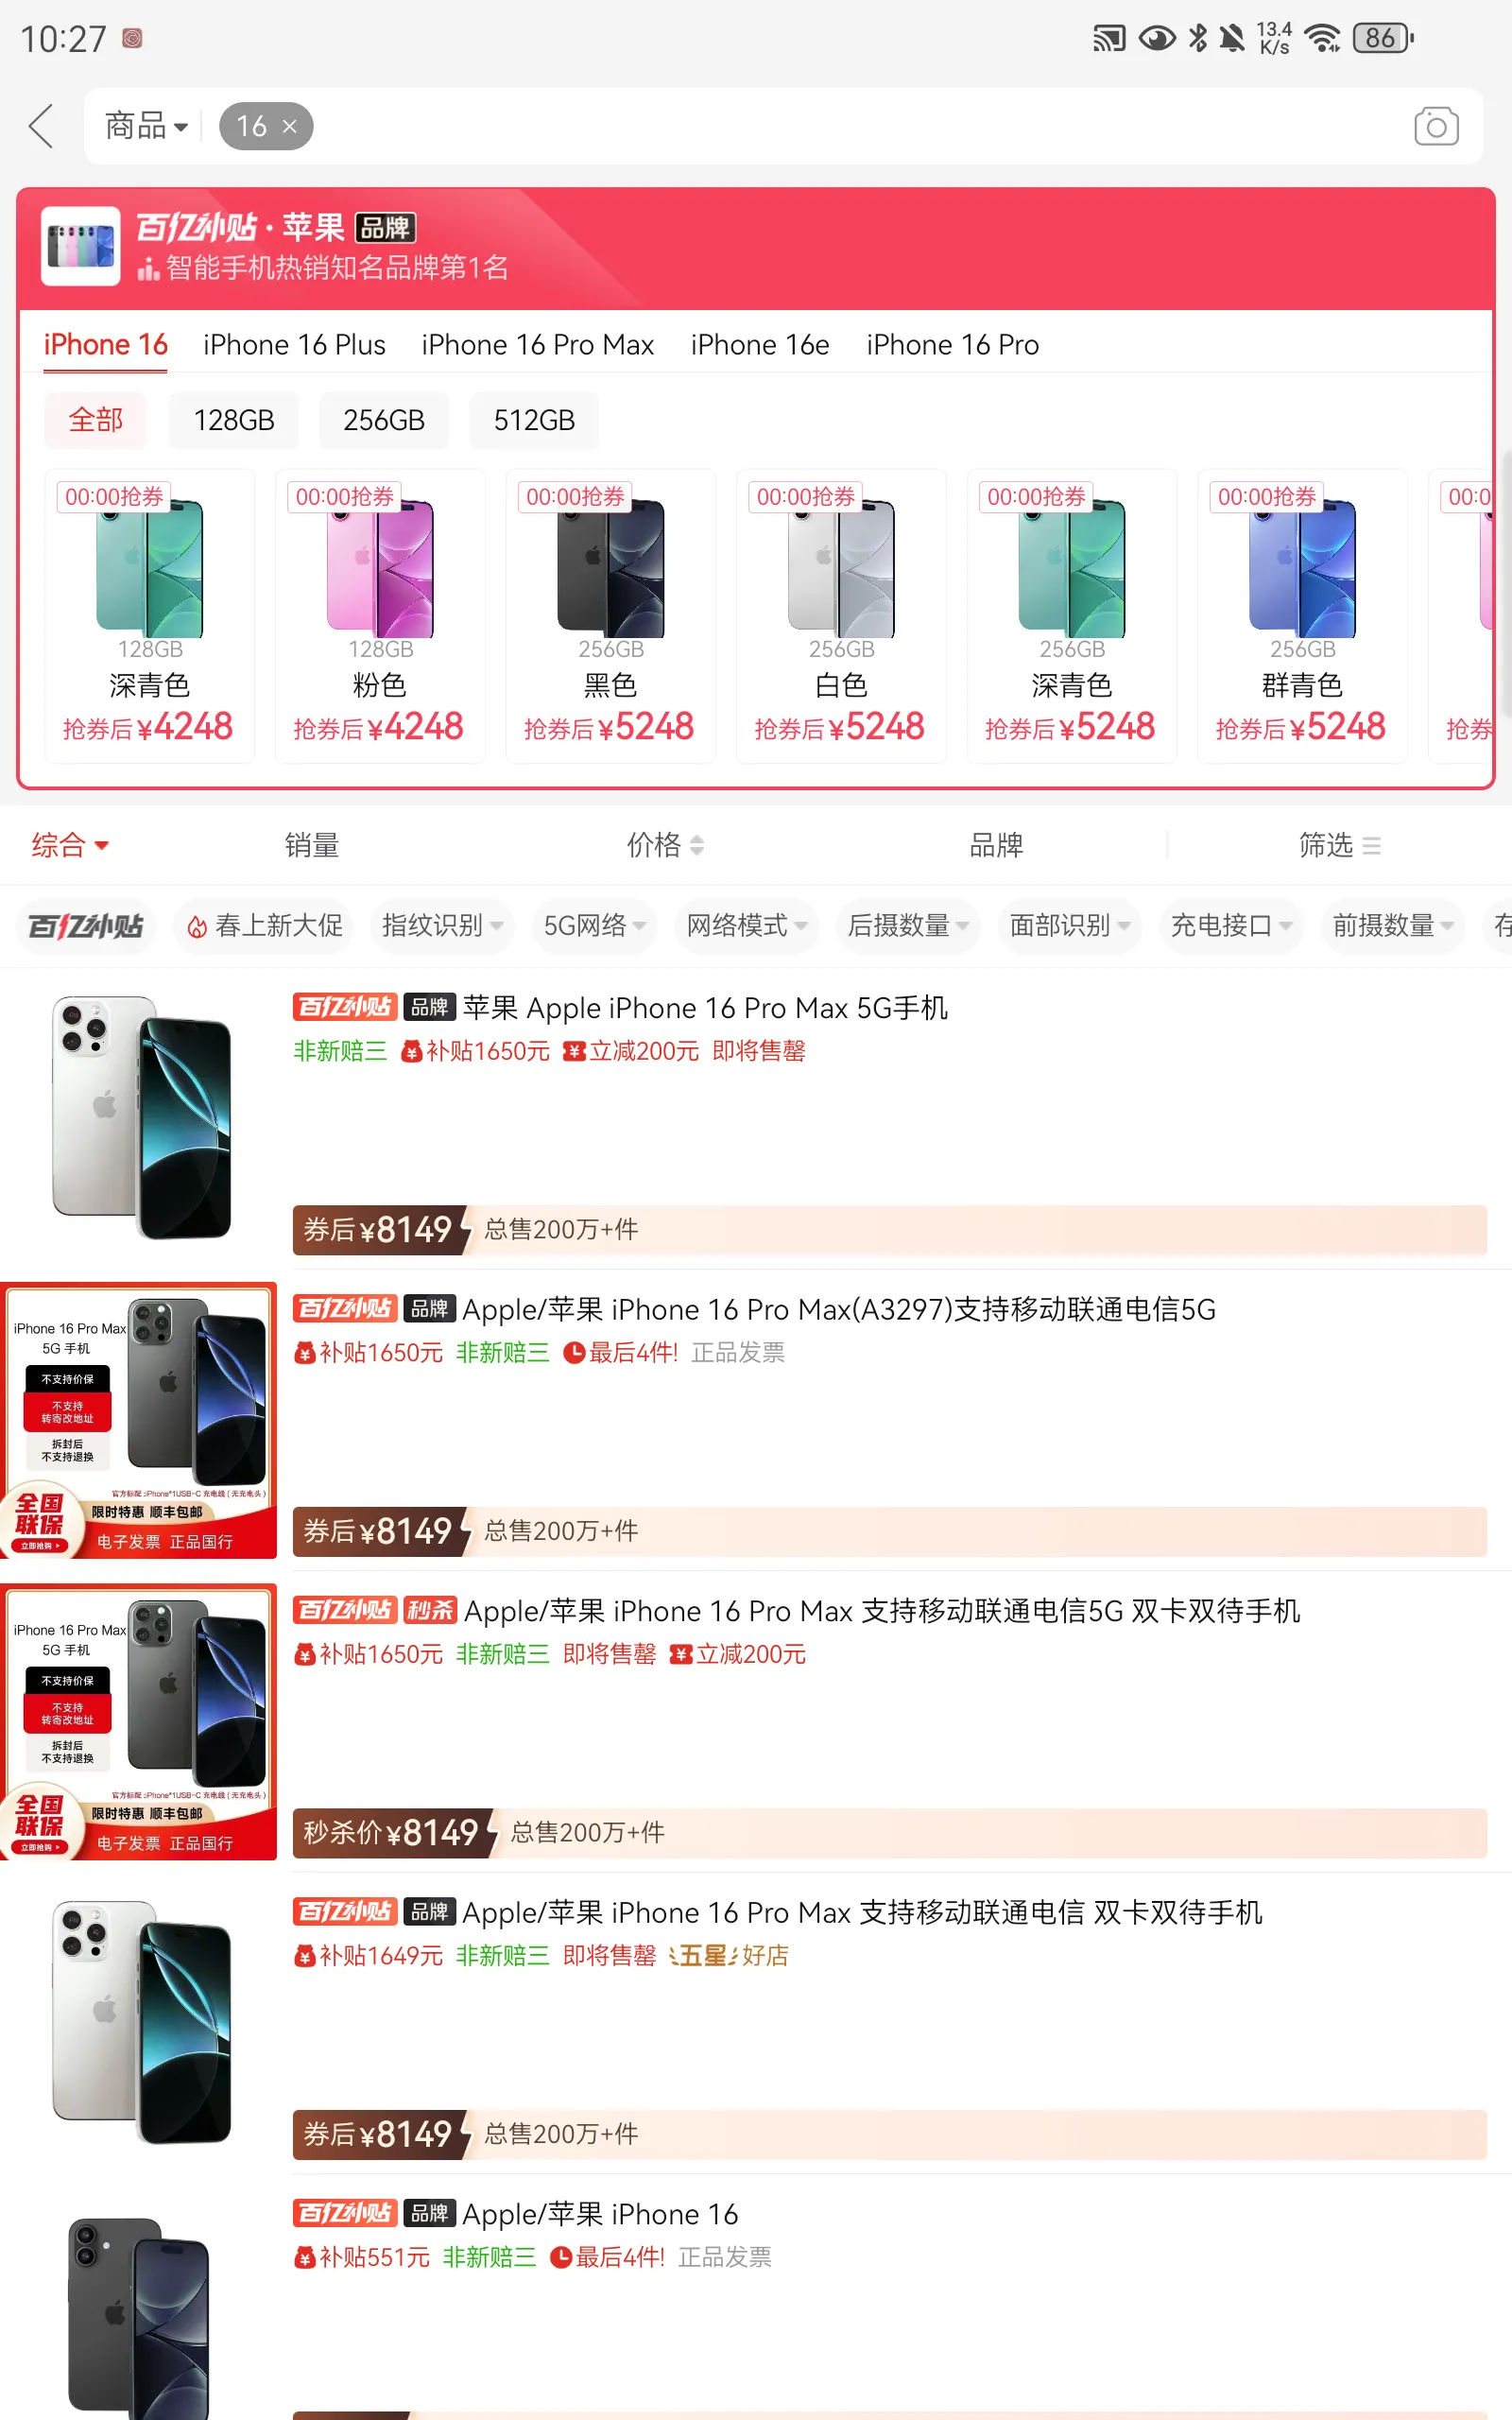 10:27
13.4 K/s
86
商品 16 ×
百亿补贴·苹果 品牌
智能手机热销知名品牌第1名
iPhone 16 iPhone 16 Plus iPhone 16 Pro Max iPhone 16e iPhone 16 Pro
全部 128GB 256GB 512GB
00:00抢券 00:00抢券 00:00抢券 00:00抢券 00:00抢券 00:00抢券 00:0
128GB 128GB 256GB 256GB 256GB 256GB
深青色 粉色 黑色 白色 深青色 群青色
抢券后¥4248 抢券后¥4248 抢券后¥5248 抢券后¥5248 抢券后¥5248 抢券后¥5248 抢券
综合 销量 价格 品牌 筛选
百亿补贴 春上新大促 指纹识别 5G网络 网络模式 后摄数量 面部识别 充电接口 前摄数量 存
百亿补贴 品牌 苹果 Apple iPhone 16 Pro Max 5G手机
非新赔三 补贴1650元 立减200元 即将售罄
券后¥8149 总售200万+件
iPhone 16 Pro Max
5G 手机
不支持价保
不支持
转寄改地址
拆封后
不支持退换
官方标配:iPhone*1USB-C 充电线(无充电头)
全国
联保
立即抢购
限时特惠 顺丰包邮
电子发票 正品国行
百亿补贴 品牌 Apple/苹果 iPhone 16 Pro Max(A3297)支持移动联通电信5G
补贴1650元 非新赔三 最后4件! 正品发票
券后¥8149 总售200万+件
iPhone 16 Pro Max
5G 手机
不支持价保
不支持
转寄改地址
拆封后
不支持退换
官方标配:iPhone*1USB-C 充电线(无充电头)
全国
联保
立即抢购
限时特惠 顺丰包邮
电子发票 正品国行
百亿补贴 秒杀 Apple/苹果 iPhone 16 Pro Max 支持移动联通电信5G 双卡双待手机
补贴1650元 非新赔三 即将售罄 立减200元
秒杀价¥8149 总售200万+件
百亿补贴 品牌 Apple/苹果 iPhone 16 Pro Max 支持移动联通电信 双卡双待手机
补贴1649元 非新赔三 即将售罄 五星好店
券后¥8149 总售200万+件
百亿补贴 品牌 Apple/苹果 iPhone 16
补贴551元 非新赔三 最后4件! 正品发票